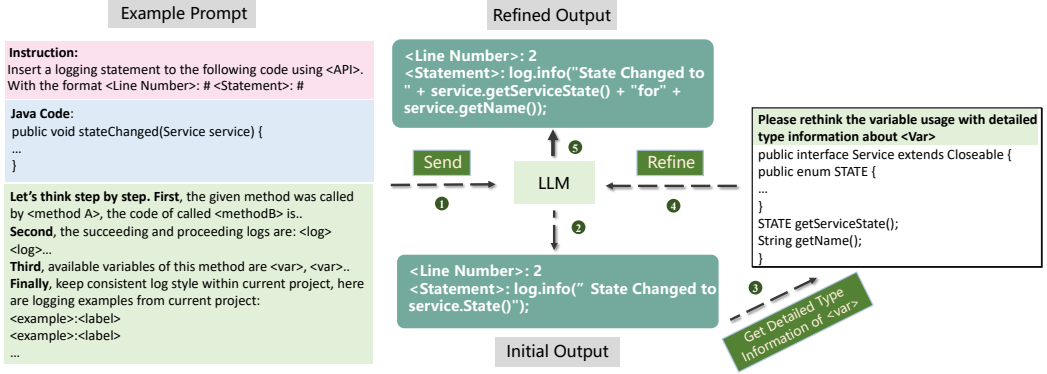 Example Prompt
Instruction:
Insert a logging statement to the following code using <API>.
With the format <Line Number>: # <Statement>: #
Java Code:
public void stateChanged(Service service) {
…
}
Let's think step by step. First, the given method was called
by <method A>, the code of called <methodB> is..
Second, the succeeding and proceeding logs are: <log>
<log>…
Third, available variables of this method are <var>, <var>..
Finally, keep consistent log style within current project, here
are logging examples from current project:
<example>:<label>
<example>:<label>
…
Refined Output
<Line Number>: 2
<Statement>: log.info("State Changed to
" + service.getServiceState() + "for" +
service.getName());
5
Send
1
LLM
Refine
4
2
<Line Number>: 2
<Statement>: log.info(" State Changed to
service.State()");
Initial Output
Please rethink the variable usage with detailed
type information about <Var>
public interface Service extends Closeable {
public enum STATE {
…
}
STATE getServiceState();
String getName();
}
3
Get Detailed Type
Information of <var>